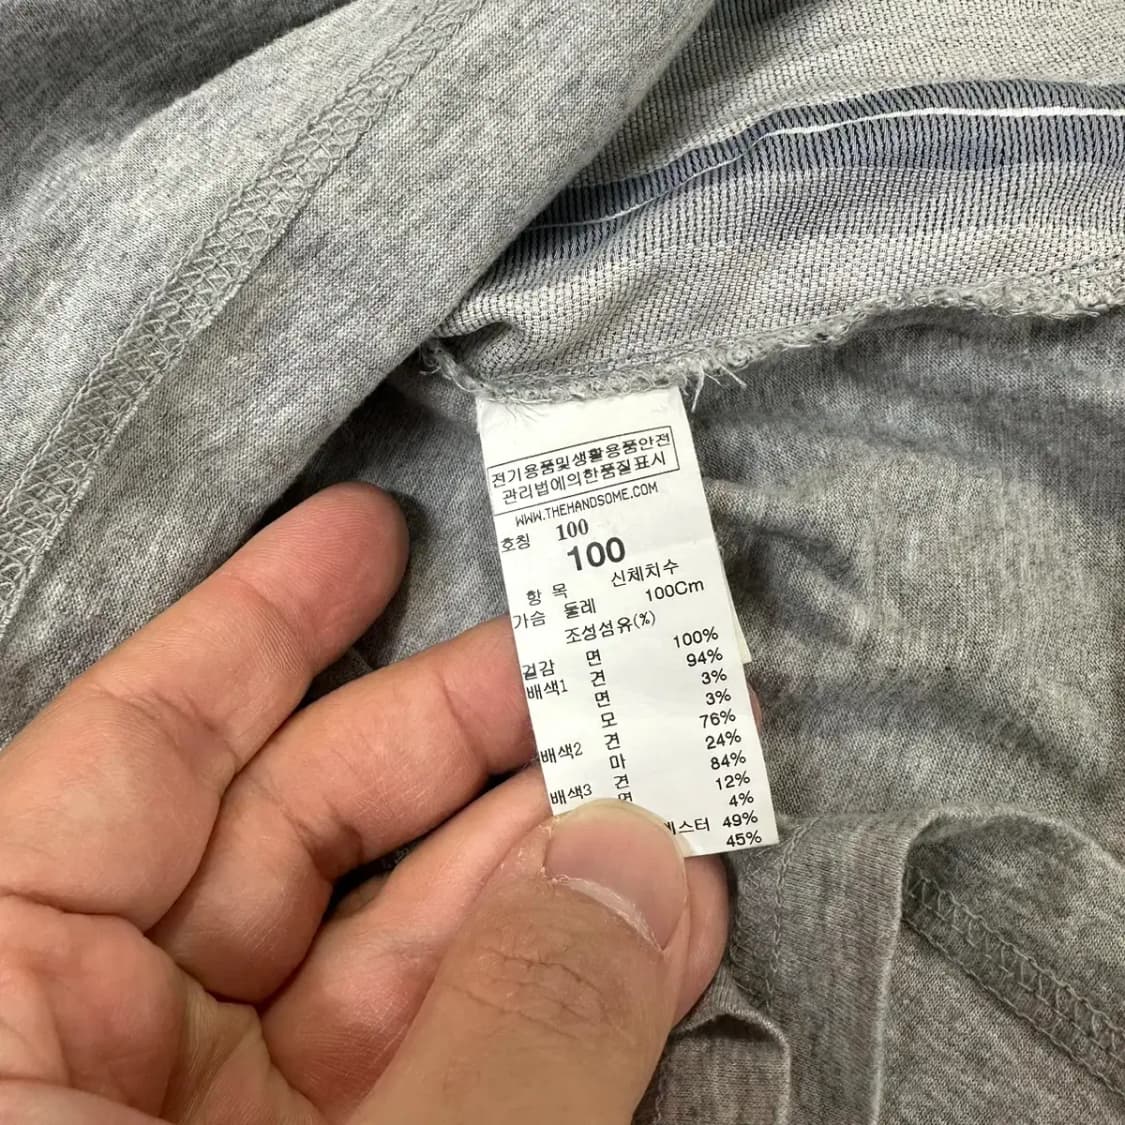 전기용품및생활용품안전
관리법에의한품질표시
WWW.THEHANDSOME.COM
호칭 100
100
항 목 신체치수
가슴 둘레 100Cm
조성섬유(%)
겉감 면 100%
배색1 견 94%
면 3%
모 3%
배색2 견 76%
마 24%
배색3 견 84%
면 12%
4%
스터 49%
45%